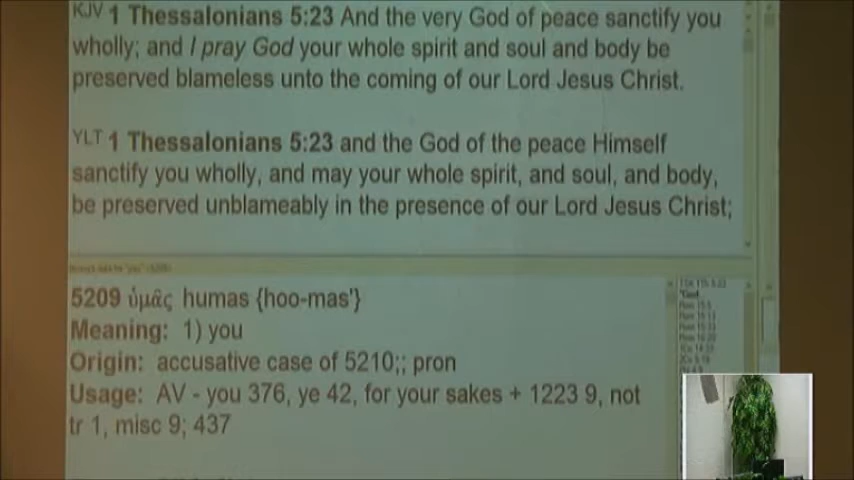 KJV 1 Thessalonians 5:23 And the very God of peace sanctify you
wholly; and I pray God your whole spirit and soul and body be
preserved blameless unto the coming of our Lord Jesus Christ.
YLT 1 Thessalonians 5:23 and the God of the peace Himself
sanctify you wholly, and may your whole spirit, and soul, and body,
be preserved unblameably in the presence of our Lord Jesus Christ;
5209 ὑμᾶς humas {hoo-mas'}
Meaning: 1) you
Origin: accusative case of 5210;; pron
Usage: AV - you 376, ye 42, for your sakes + 1223 9, not
tr 1, misc 9; 437